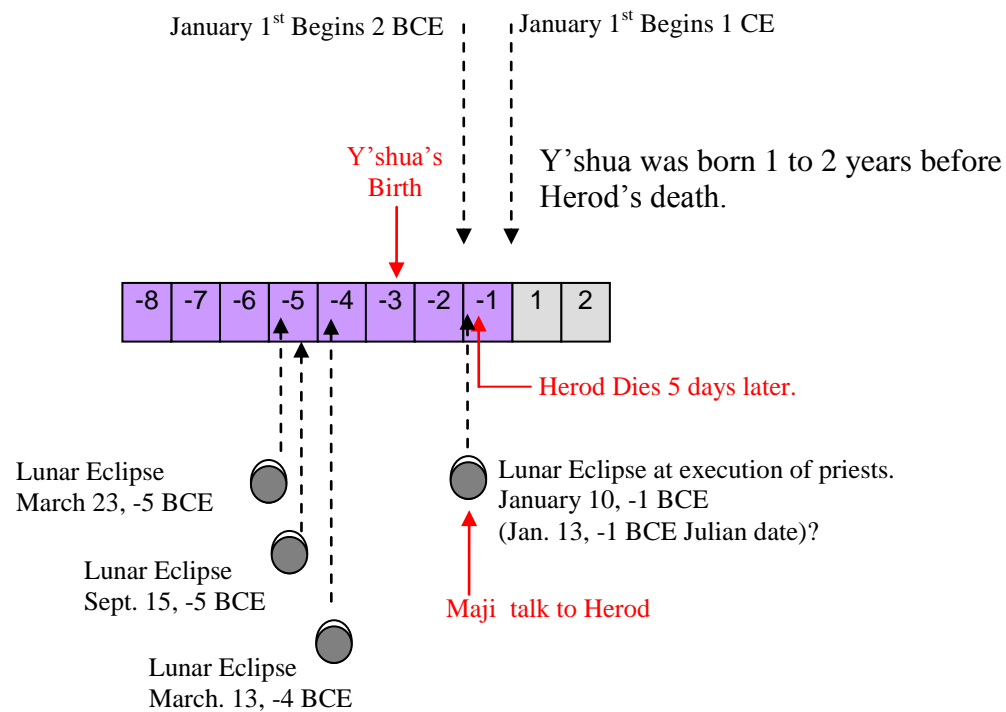 January 1st Begins 2 BCE
January 1st Begins 1 CE
Y’shua’s
Birth
Y’shua was born 1 to 2 years before
Herod’s death.
-8 -7 -6 -5 -4 -3 -2 -1 1 2
Herod Dies 5 days later.
Lunar Eclipse
March 23, -5 BCE
Lunar Eclipse at execution of priests.
January 10, -1 BCE
(Jan. 13, -1 BCE Julian date)?
Lunar Eclipse
Sept. 15, -5 BCE
Maji talk to Herod
Lunar Eclipse
March. 13, -4 BCE